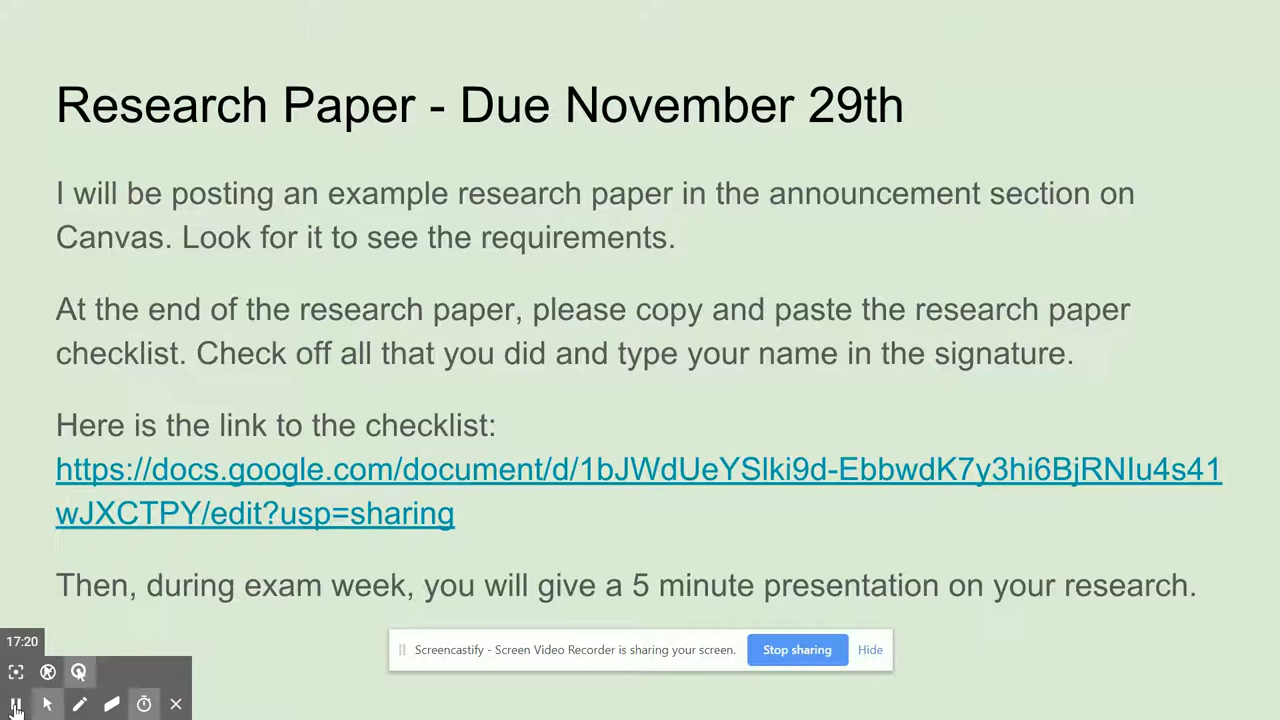 Research Paper - Due November 29th
I will be posting an example research paper in the announcement section on
Canvas. Look for it to see the requirements.
At the end of the research paper, please copy and paste the research paper
checklist. Check off all that you did and type your name in the signature.
Here is the link to the checklist:
https://docs.google.com/document/d/1bJWdUeYSlki9d-EbbwdK7y3hi6BjRNIu4s41
wJXCTPY/edit?usp=sharing
Then, during exam week, you will give a 5 minute presentation on your research.
17:20
Screencastify - Screen Video Recorder is sharing your screen.
Stop sharing
Hide